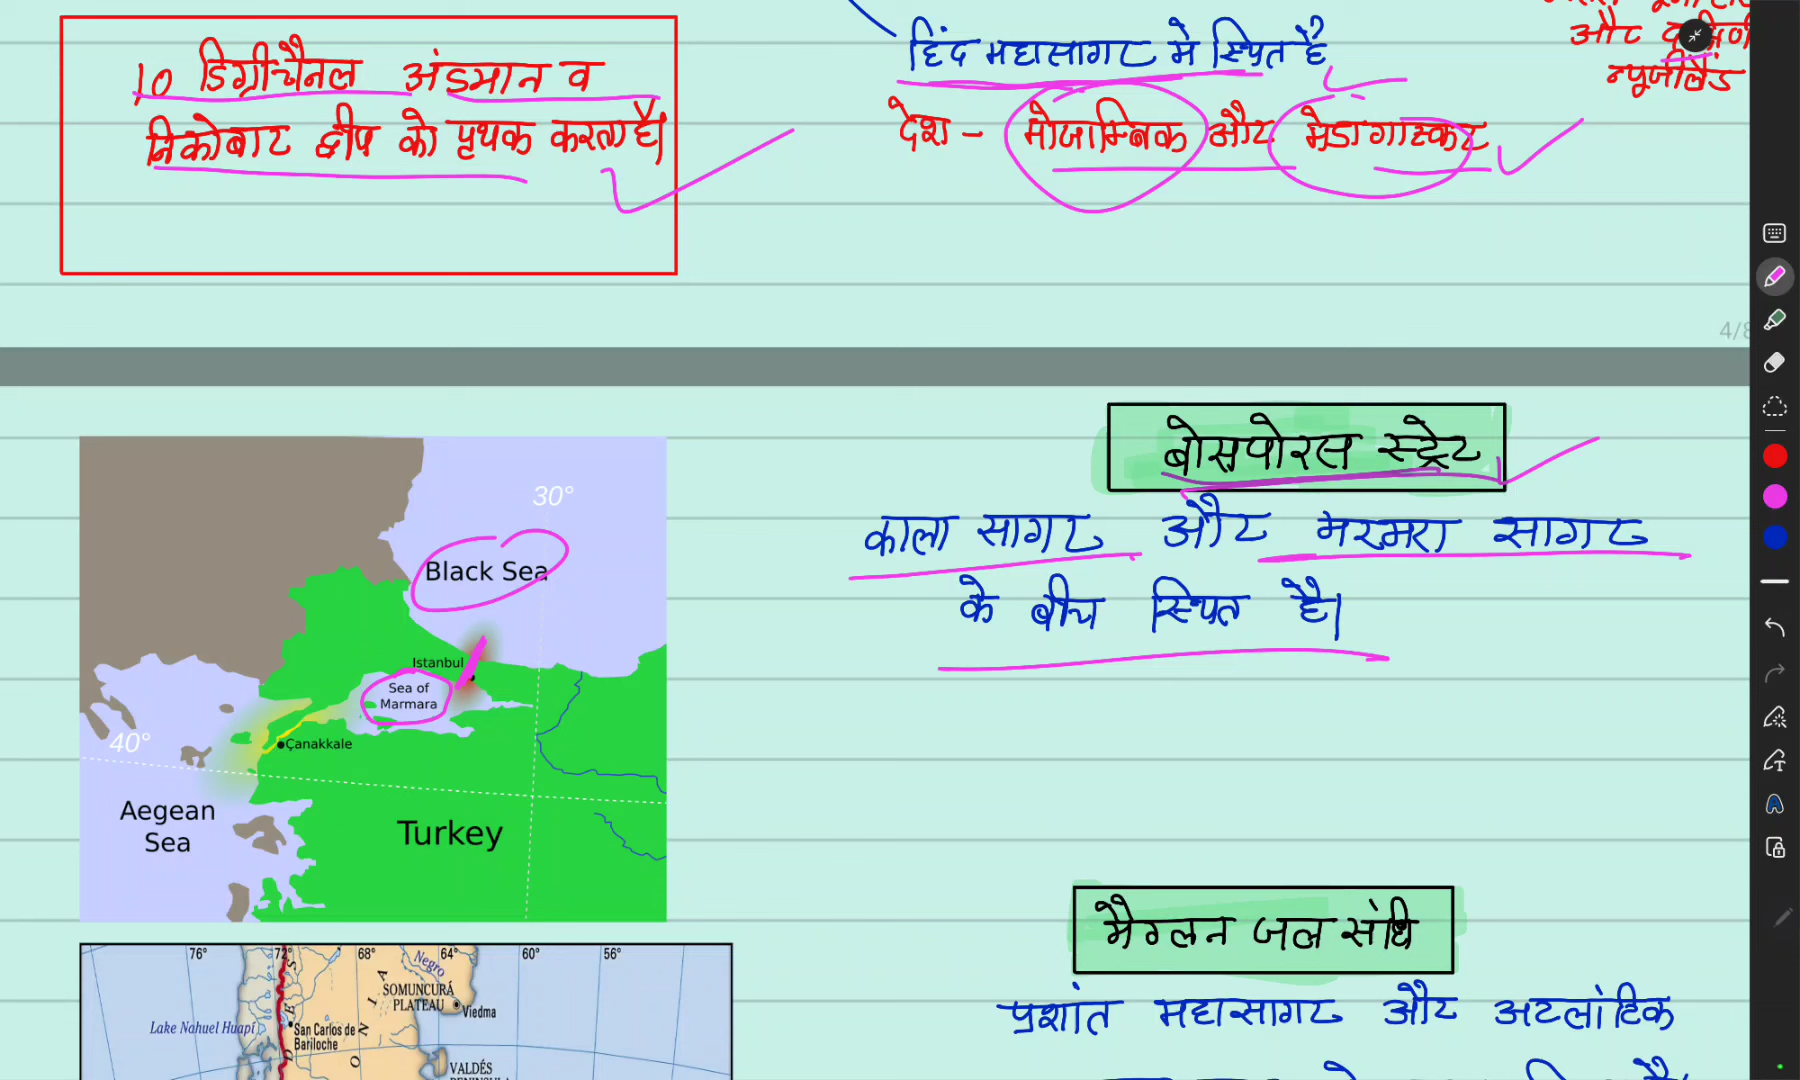 10 डिग्री चैनल अंडमान व
निकोबार द्वीप को पृथक करता है।
हिंद महासागर मे स्थित है
देश - मोजाम्बिक और मेडागास्कर
और
न्यूजीलैंड
4/8
बोसपोरस स्ट्रेट
काला सागर और मरमरा सागर
के बीच स्थित है।
30°
Black Sea
Istanbul
Sea of
Marmara
40°
Çanakkale
Aegean
Sea
Turkey
मैग्लन जल संधि
प्रशांत महासागर और अटलांटिक
76° 72° 68° 64° 60° 56°
Negro
SOMUNCURÁ
PLATEAU
Viedma
Lake Nahuel Huapí
San Carlos de
Bariloche
VALDÉS